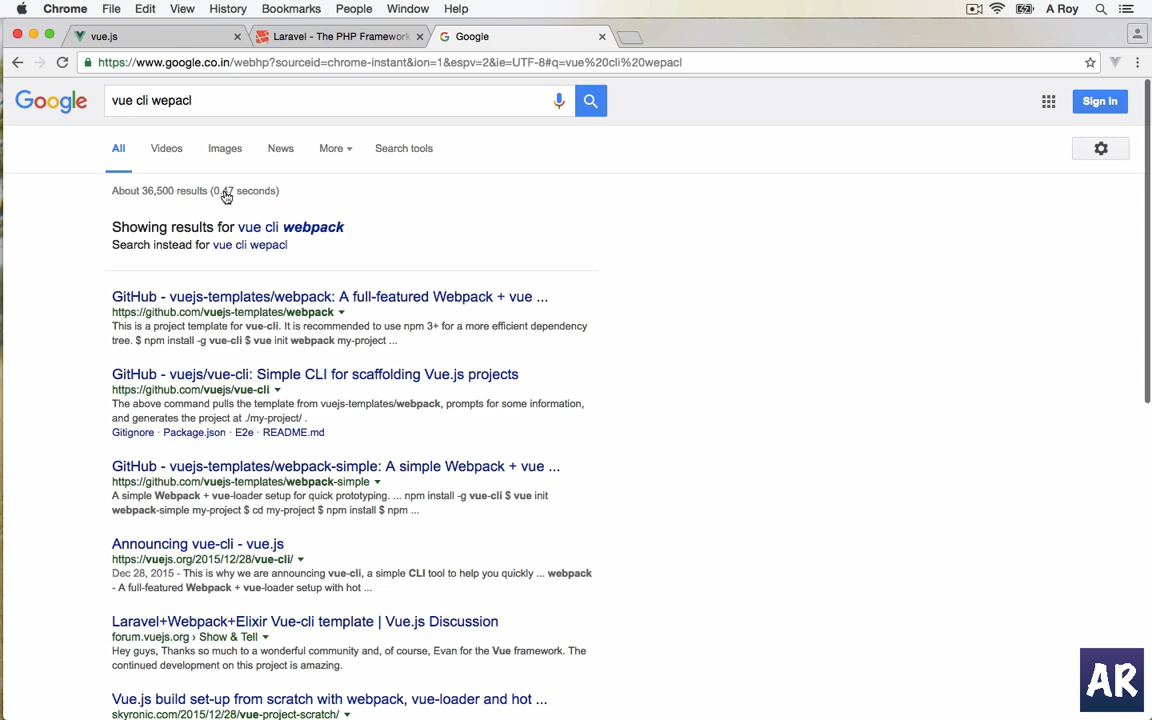 Chrome File Edit View History Bookmarks People Window Help A Roy
vue.js Laravel - The PHP Framework Google
https://www.google.co.in/webhp?sourceid=chrome-instant&ion=1&espv=2&ie=UTF-8#q=vue%20cli%20wepacl
Google vue cli wepacl Sign in
All Videos Images News More Search tools
About 36,500 results (0.47 seconds)
Showing results for vue cli webpack
Search instead for vue cli wepacl
GitHub - vuejs-templates/webpack: A full-featured Webpack + vue ...
https://github.com/vuejs-templates/webpack
This is a project template for vue-cli. It is recommended to use npm 3+ for a more efficient dependency
tree. $ npm install -g vue-cli $ vue init webpack my-project ...
GitHub - vuejs/vue-cli: Simple CLI for scaffolding Vue.js projects
https://github.com/vuejs/vue-cli
The above command pulls the template from vuejs-templates/webpack, prompts for some information,
and generates the project at ./my-project/ .
Gitignore · Package.json · E2e · README.md
GitHub - vuejs-templates/webpack-simple: A simple Webpack + vue ...
https://github.com/vuejs-templates/webpack-simple
A simple Webpack + vue-loader setup for quick prototyping. ... npm install -g vue-cli $ vue init
webpack-simple my-project $ cd my-project $ npm install $ npm ...
Announcing vue-cli - vue.js
https://vuejs.org/2015/12/28/vue-cli/
Dec 28, 2015 - This is why we are announcing vue-cli, a simple CLI tool to help you quickly ... webpack
- A full-featured Webpack + vue-loader setup with hot ...
Laravel+Webpack+Elixir Vue-cli template | Vue.js Discussion
forum.vuejs.org › Show & Tell
Hey guys, Thanks so much to a wonderful community and, of course, Evan for the Vue framework. The
continued development on this project is amazing.
Vue.js build set-up from scratch with webpack, vue-loader and hot ...
skyronic.com/2015/12/28/vue-project-scratch/
AR